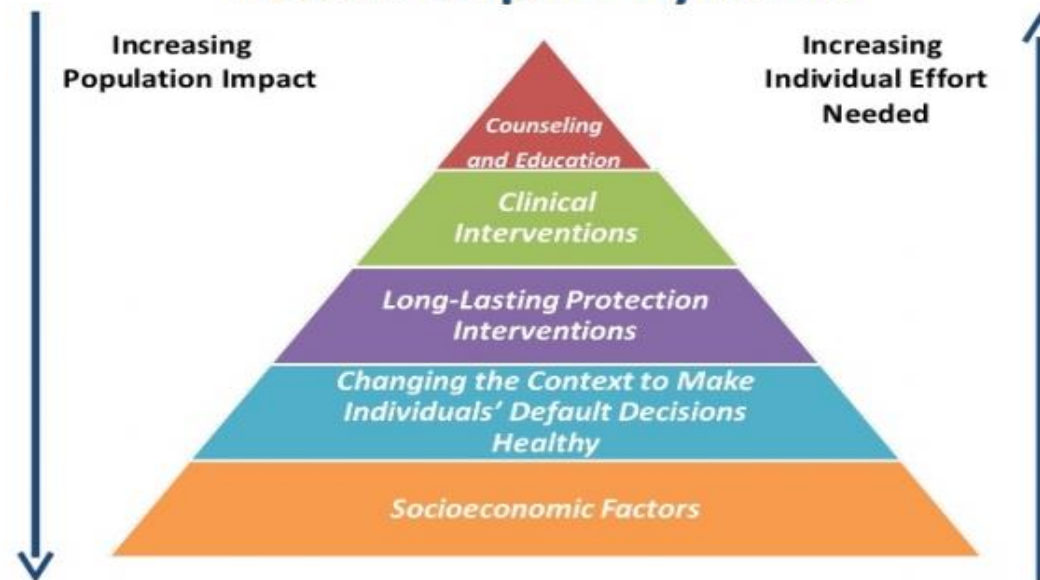 Increasing
Population Impact
Increasing
Individual Effort
Needed
Counseling
and Education
Clinical
Interventions
Long-Lasting Protection
Interventions
Changing the Context to Make
Individuals’ Default Decisions
Healthy
Socioeconomic Factors